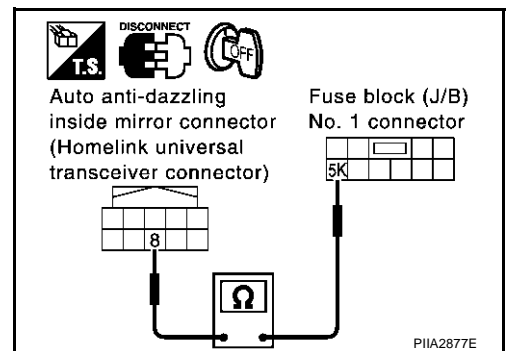 DISCONNECT
T.S.
OFF
Auto anti-dazzling
inside mirror connector
(Homelink universal
transceiver connector)
Fuse block (J/B)
No. 1 connector
5K
8
Ω
PIIA2877E